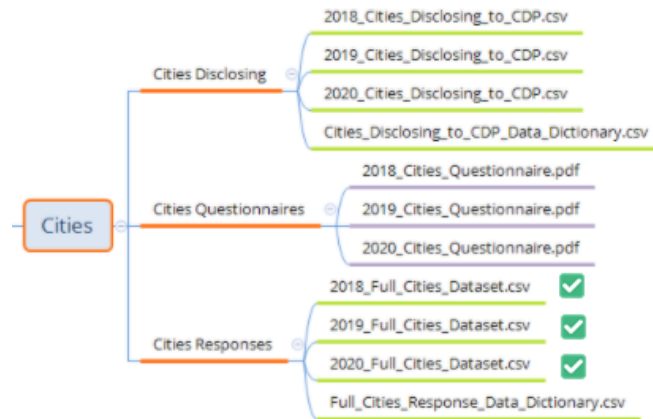 Cities
Cities Disclosing
2018_Cities_Disclosing_to_CDP.csv
2019_Cities_Disclosing_to_CDP.csv
2020_Cities_Disclosing_to_CDP.csv
Cities_Disclosing_to_CDP_Data_Dictionary.csv
Cities Questionnaires
2018_Cities_Questionnaire.pdf
2019_Cities_Questionnaire.pdf
2020_Cities_Questionnaire.pdf
Cities Responses
2018_Full_Cities_Dataset.csv
2019_Full_Cities_Dataset.csv
2020_Full_Cities_Dataset.csv
Full_Cities_Response_Data_Dictionary.csv